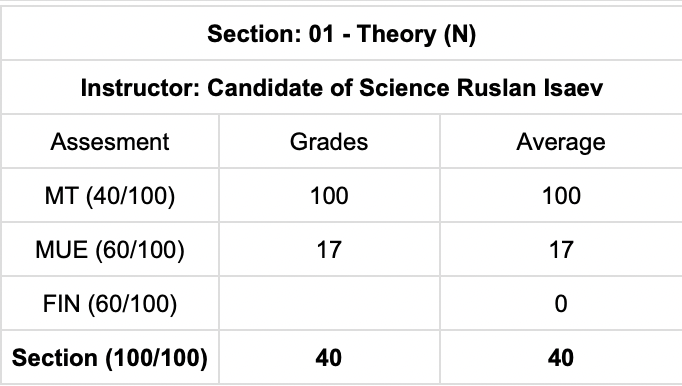 Section: 01 - Theory (N)
Instructor: Candidate of Science Ruslan Isaev
Assesment Grades Average
MT (40/100) 100 100
MUE (60/100) 17 17
FIN (60/100) 0
Section (100/100) 40 40